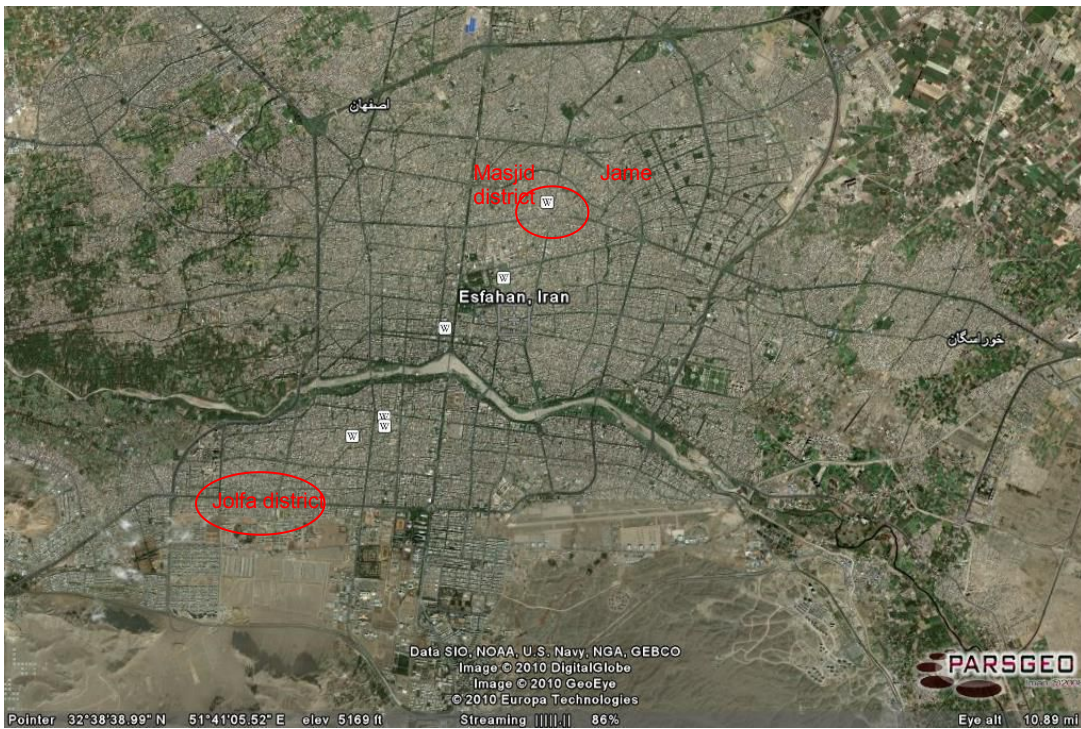 اصفهان
Masjid Jame
district
W
W
Esfahan, Iran
W
خوراسگان
W
W
W
Jolfa district
Data SIO, NOAA, U.S. Navy, NGA, GEBCO
Image © 2010 DigitalGlobe
Image © 2010 GeoEye
© 2010 Europa Technologies
PARSGEO
Pointer 32°38'38.99" N 51°41'05.52" E elev 5169 ft Streaming |||||.|| 86% Eye alt 10.89 mi